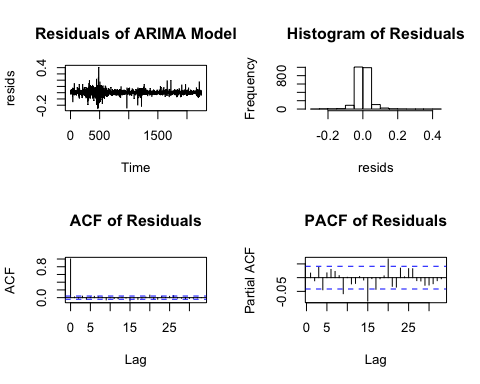 Residuals of ARIMA Model
resids
0.4
-0.2
0 500 1500
Time
Histogram of Residuals
Frequency
800
0
-0.2 0.0 0.2 0.4
resids
ACF of Residuals
ACF
0.8
0.0
0 5 15 25
Lag
PACF of Residuals
Partial ACF
-0.05
0 5 15 25
Lag